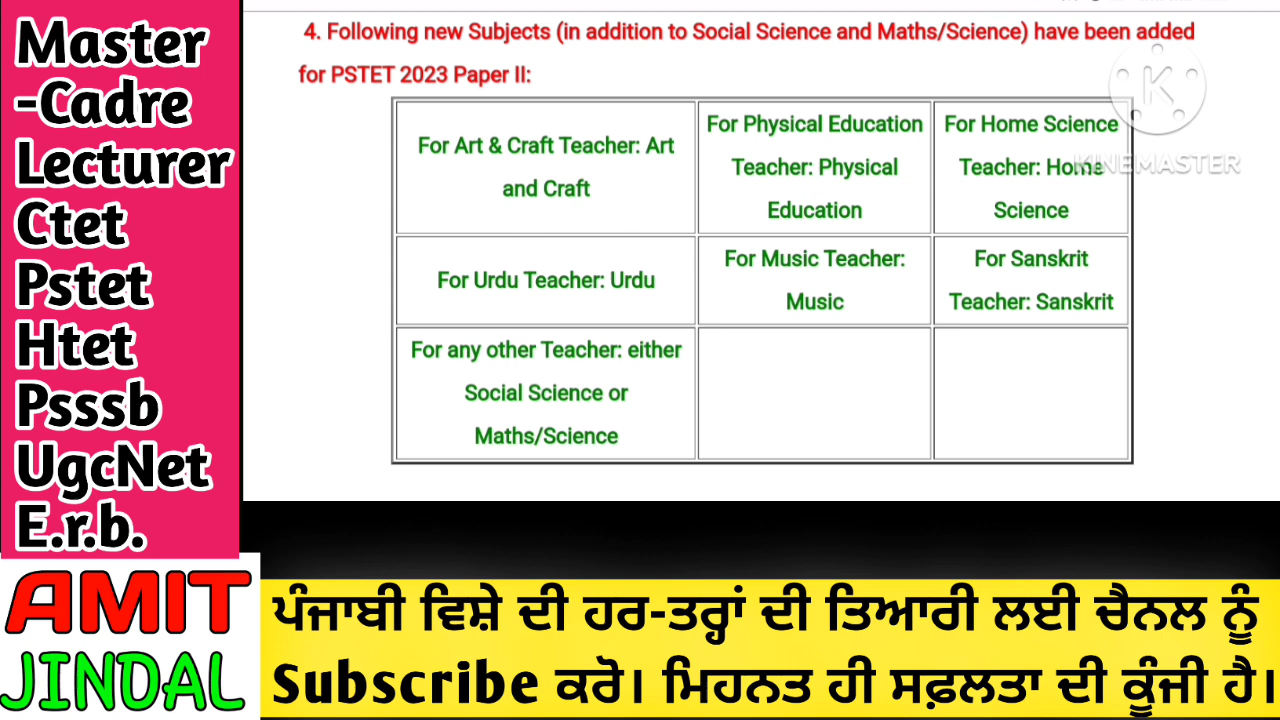 Master
-Cadre
Lecturer
Ctet
Pstet
Htet
Psssb
UgcNet
E.r.b.
AMIT
JINDAL
4. Following new Subjects (in addition to Social Science and Maths/Science) have been added
for PSTET 2023 Paper II:
For Art & Craft Teacher: Art
and Craft
For Physical Education
Teacher: Physical
Education
For Home Science
Teacher: Home
Science
For Urdu Teacher: Urdu
For Music Teacher:
Music
For Sanskrit
Teacher: Sanskrit
For any other Teacher: either
Social Science or
Maths/Science
K
KINEMASTER
ਪੰਜਾਬੀ ਵਿਸ਼ੇ ਦੀ ਹਰ-ਤਰ੍ਹਾਂ ਦੀ ਤਿਆਰੀ ਲਈ ਚੈਨਲ ਨੂੰ
Subscribe ਕਰੋ। ਮਿਹਨਤ ਹੀ ਸਫ਼ਲਤਾ ਦੀ ਕੂੰਜੀ ਹੈ।